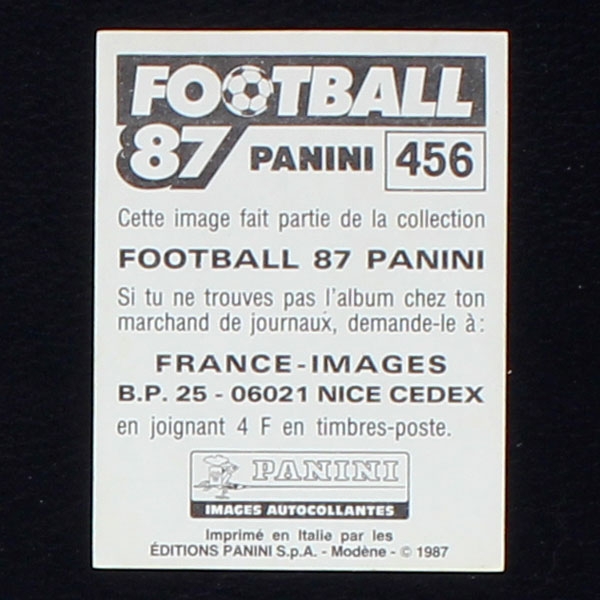 FOOTBALL
87 PANINI 456
Cette image fait partie de la collection
FOOTBALL 87 PANINI
Si tu ne trouves pas l'album chez ton
marchand de journaux, demande-le à:
FRANCE-IMAGES
B.P. 25 - 06021 NICE CEDEX
en joignant 4 F en timbres-poste.
PANINI
IMAGES AUTOCOLLANTES
Imprimé en Italie par les
ÉDITIONS PANINI S.p.A. - Modène - © 1987